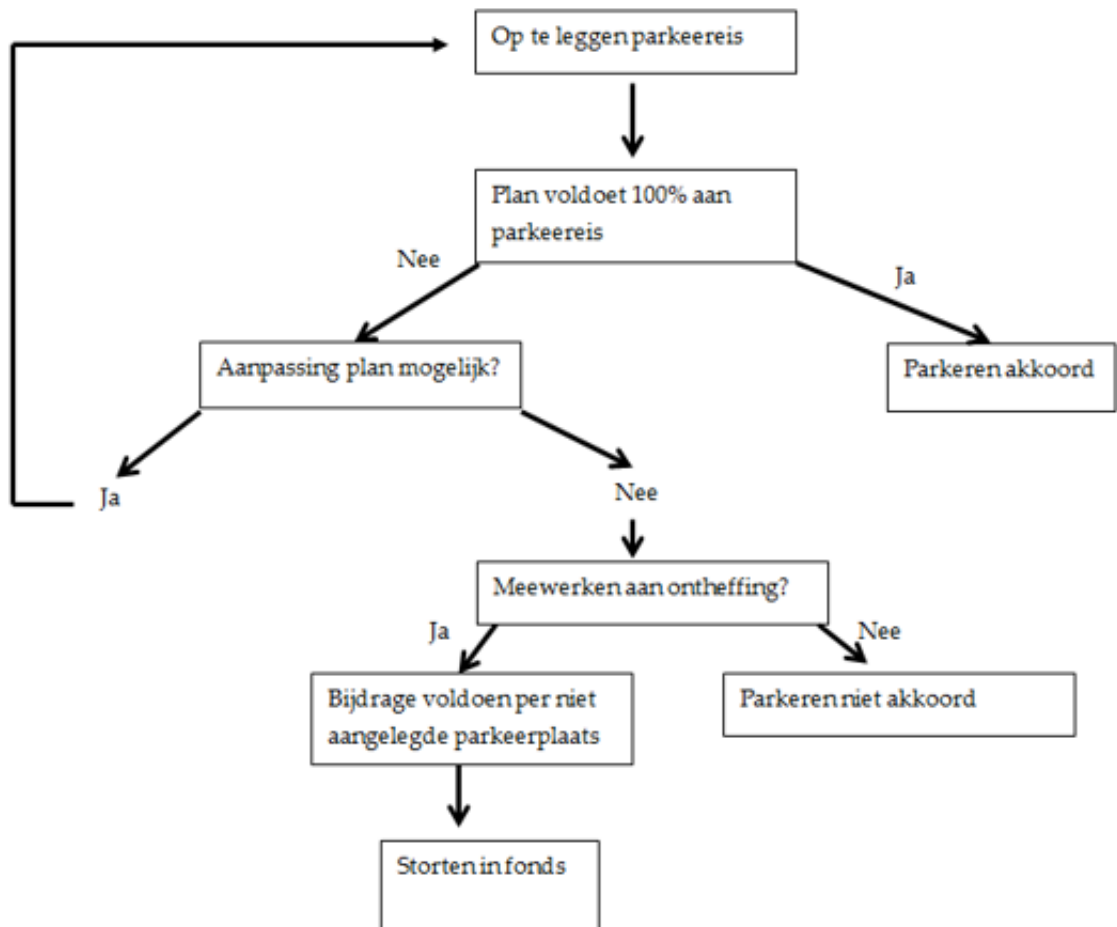 Op te leggen parkeereis
Plan voldoet 100% aan
parkeereis
Nee
Ja
Aanpassing plan mogelijk?
Parkeren akkoord
Ja
Nee
Meewerken aan ontheffing?
Ja
Nee
Bijdrage voldoen per niet
aangelegde parkeerplaats
Parkeren niet akkoord
Storten in fonds